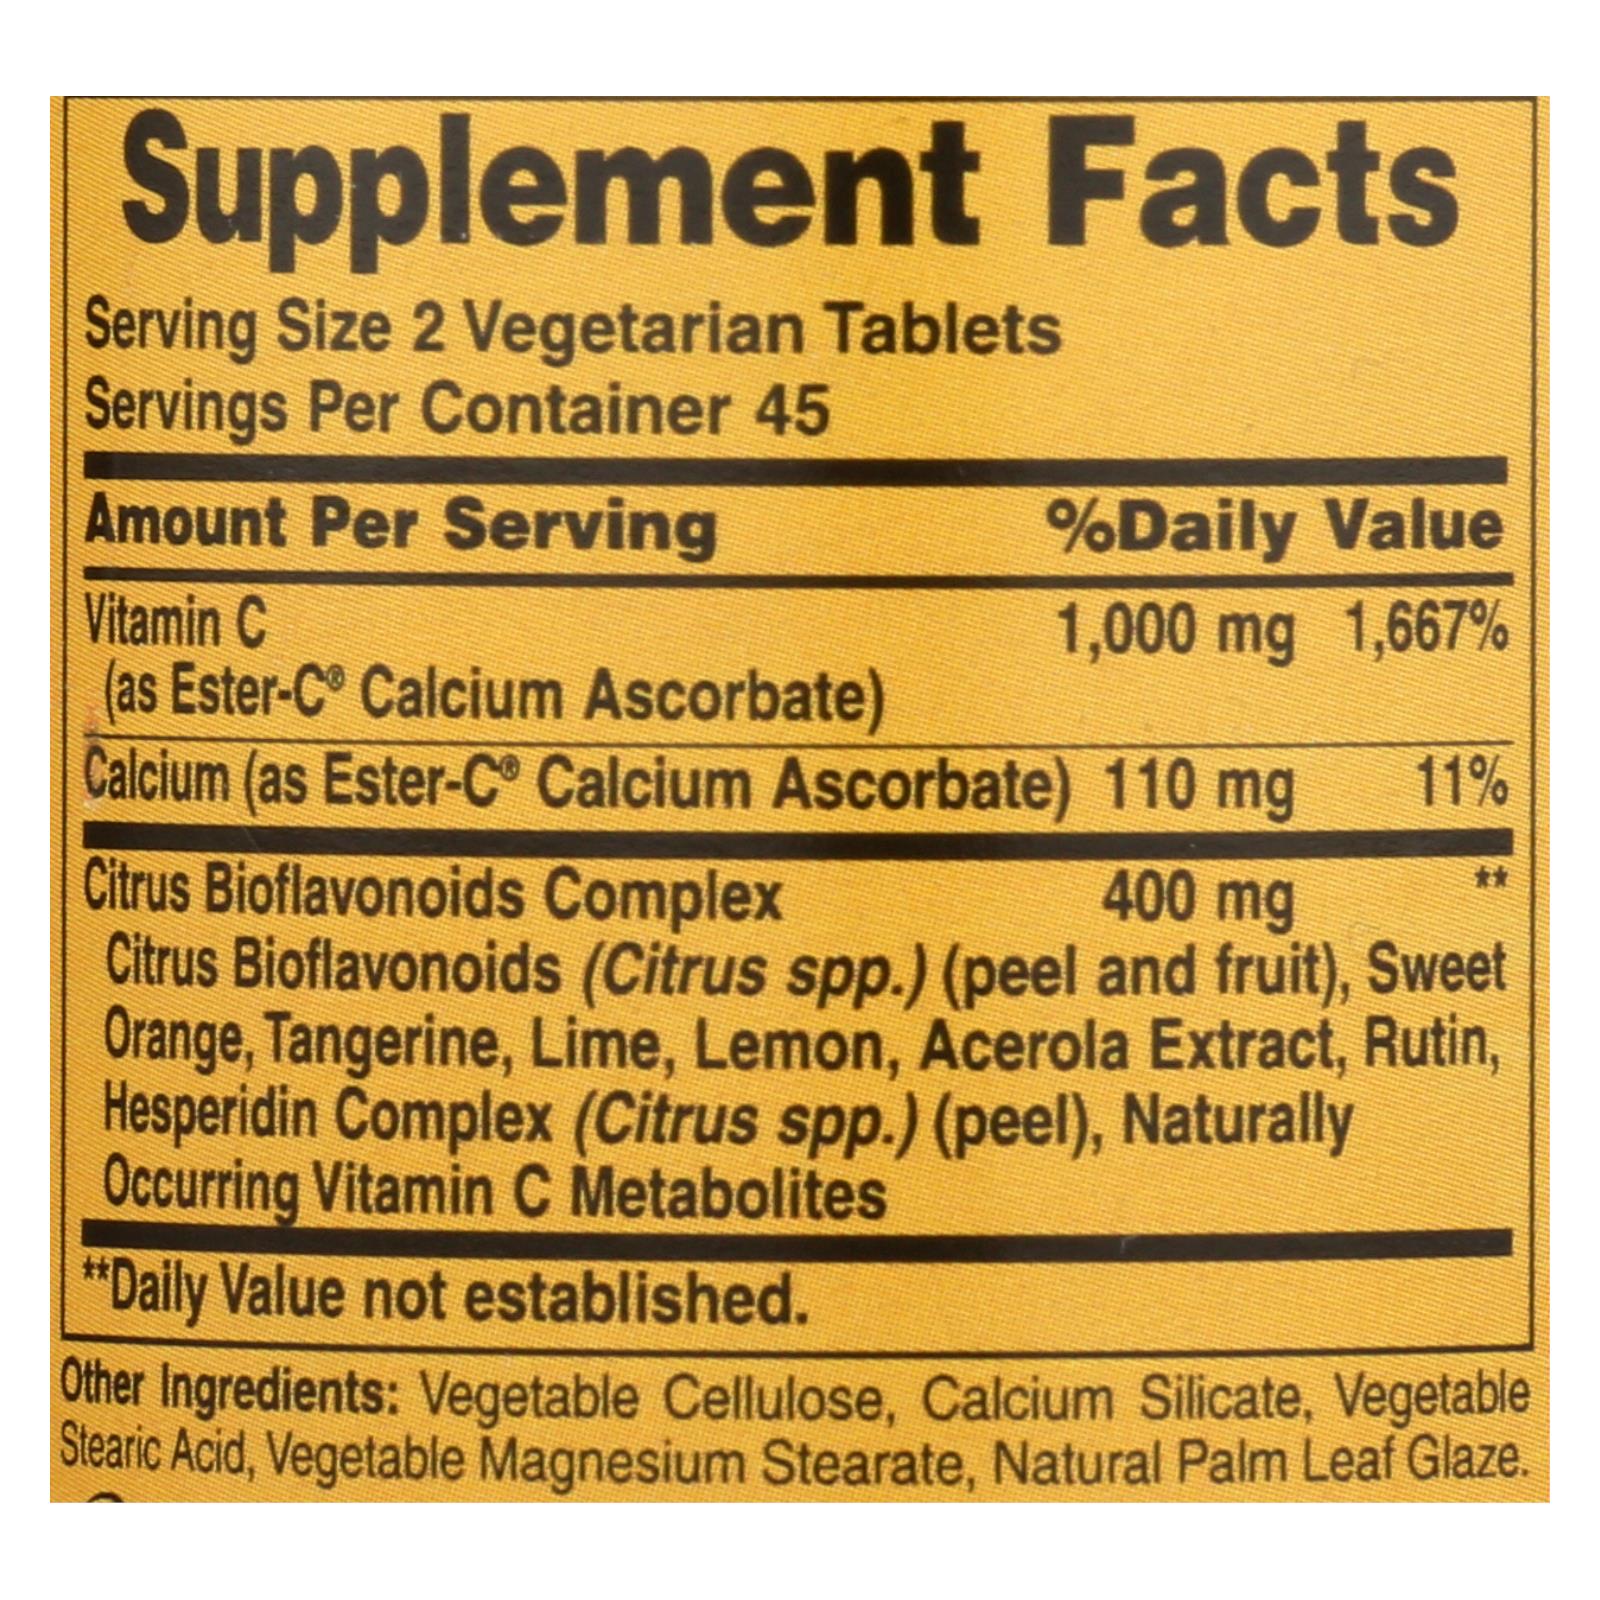 Supplement Facts
Serving Size 2 Vegetarian Tablets
Servings Per Container 45
Amount Per Serving %Daily Value
Vitamin C 1,000 mg 1,667%
(as Ester-C® Calcium Ascorbate)
Calcium (as Ester-C® Calcium Ascorbate) 110 mg 11%
Citrus Bioflavonoids Complex 400 mg **
Citrus Bioflavonoids (Citrus spp.) (peel and fruit), Sweet
Orange, Tangerine, Lime, Lemon, Acerola Extract, Rutin,
Hesperidin Complex (Citrus spp.) (peel), Naturally
Occurring Vitamin C Metabolites
**Daily Value not established.
Other Ingredients: Vegetable Cellulose, Calcium Silicate, Vegetable
Stearic Acid, Vegetable Magnesium Stearate, Natural Palm Leaf Glaze.